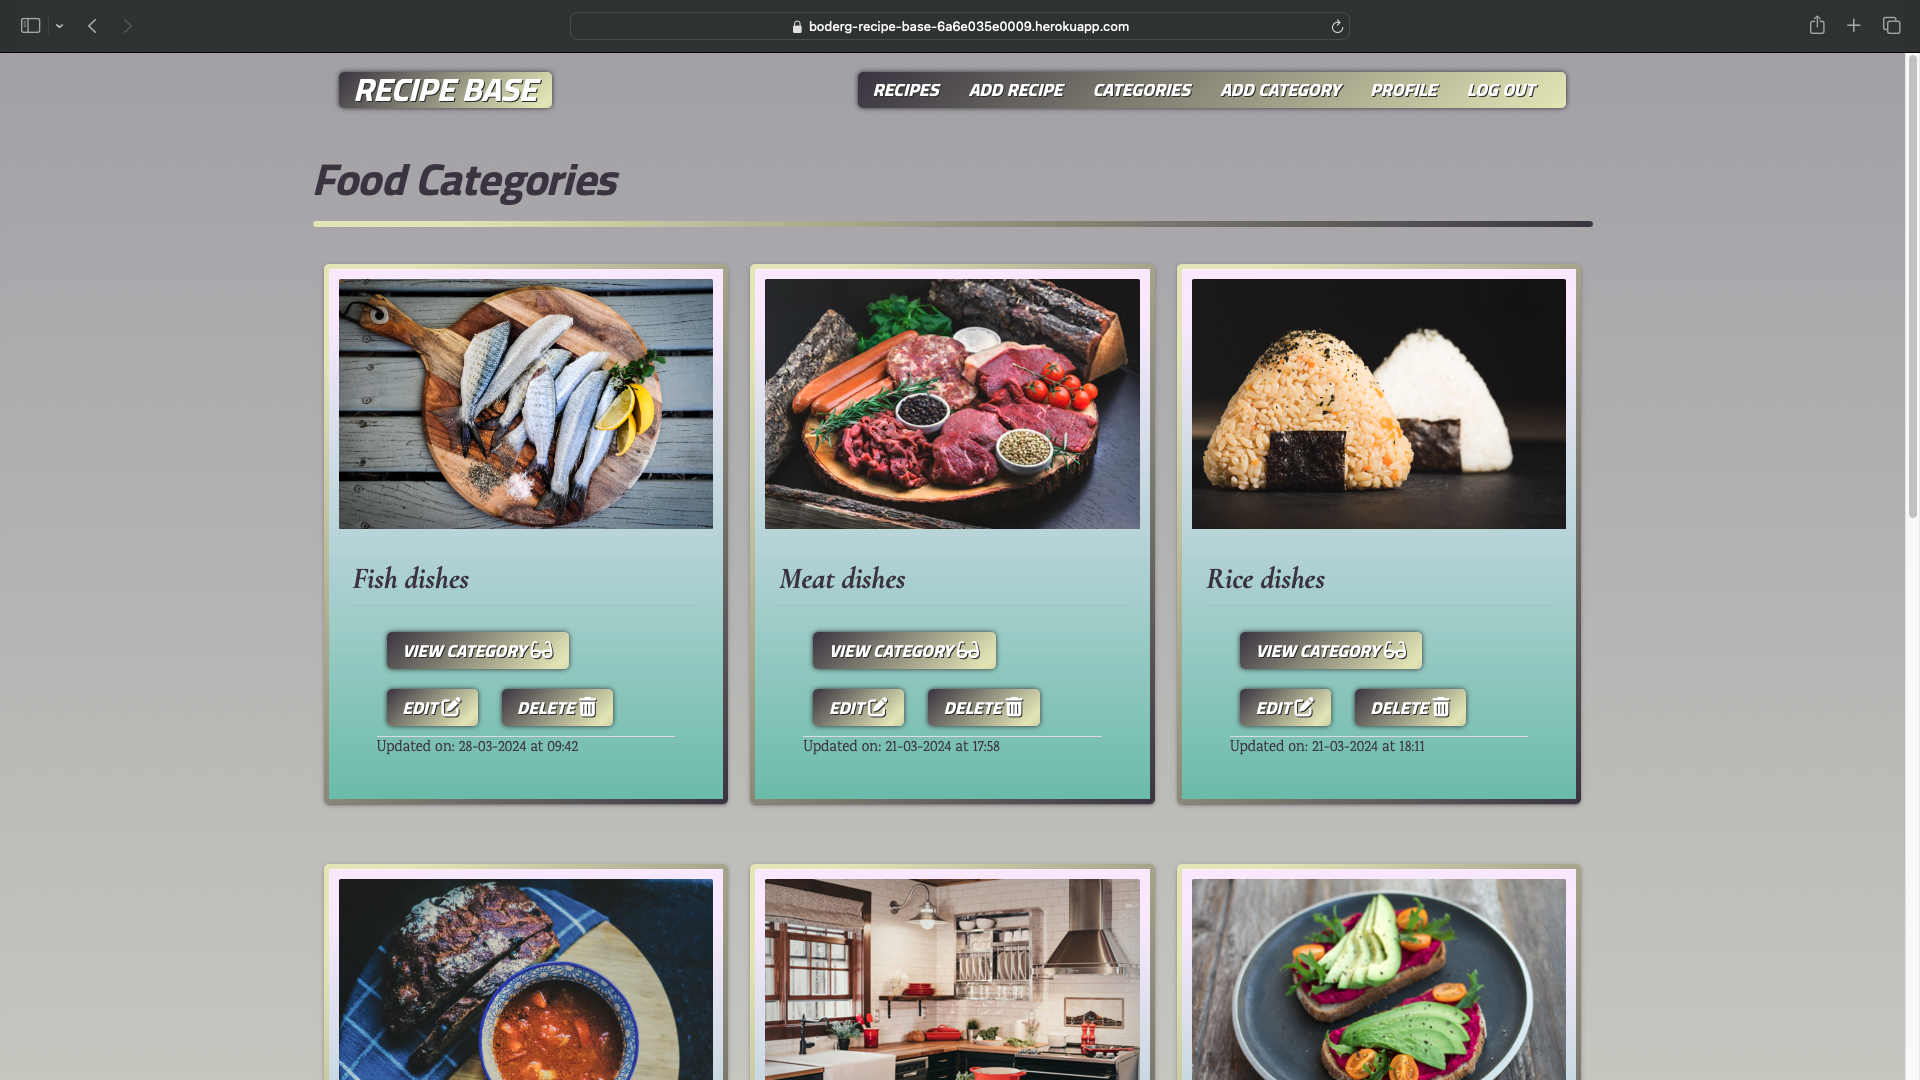 boderg-recipe-base-6a6e035e0009.herokuapp.com
RECIPE BASE
RECIPES ADD RECIPE CATEGORIES ADD CATEGORY PROFILE LOG OUT
Food Categories
Fish dishes
VIEW CATEGORY
EDIT DELETE
Updated on: 28-03-2024 at 09:42
Meat dishes
VIEW CATEGORY
EDIT DELETE
Updated on: 21-03-2024 at 17:58
Rice dishes
VIEW CATEGORY
EDIT DELETE
Updated on: 21-03-2024 at 18:11